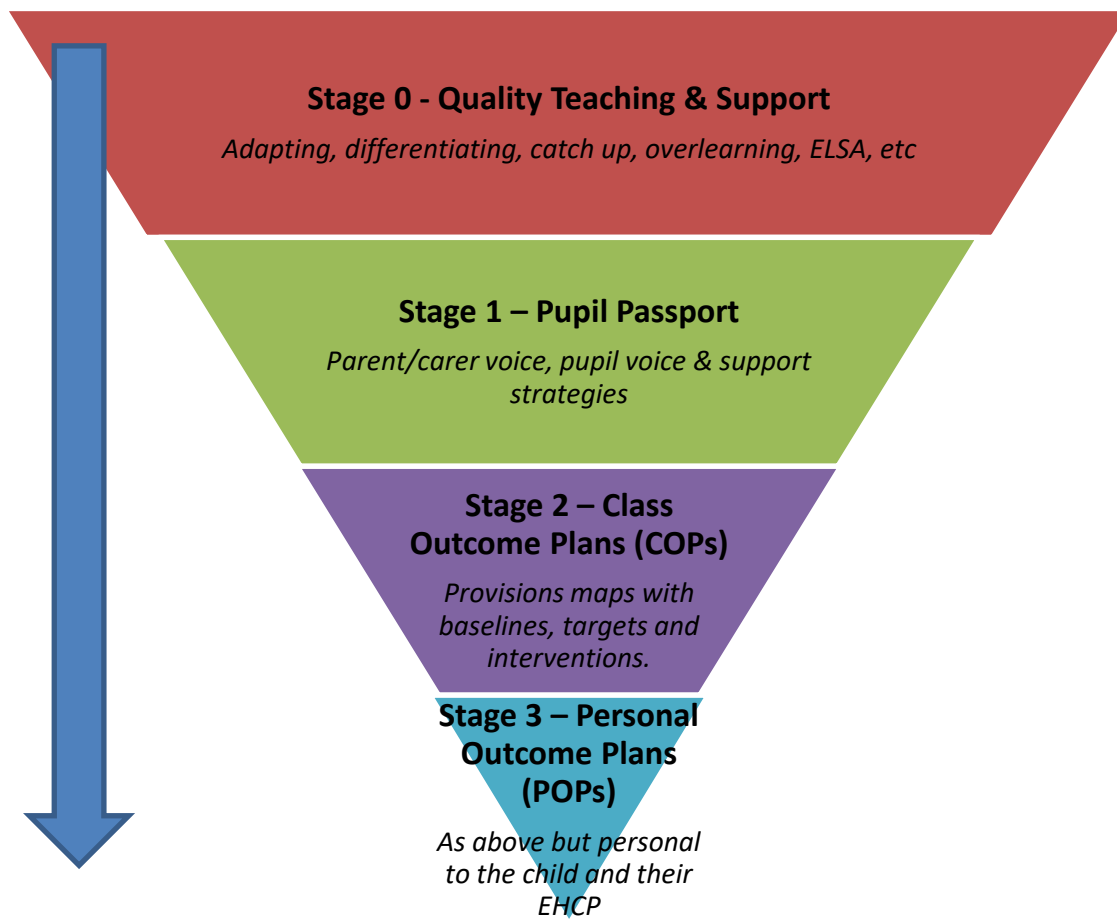 Stage 0 - Quality Teaching & Support
Adapting, differentiating, catch up, overlearning, ELSA, etc
Stage 1 – Pupil Passport
Parent/carer voice, pupil voice & support
strategies
Stage 2 – Class
Outcome Plans (COPs)
Provisions maps with
baselines, targets and
interventions.
Stage 3 – Personal
Outcome Plans
(POPs)
As above but personal
to the child and their
EHCP